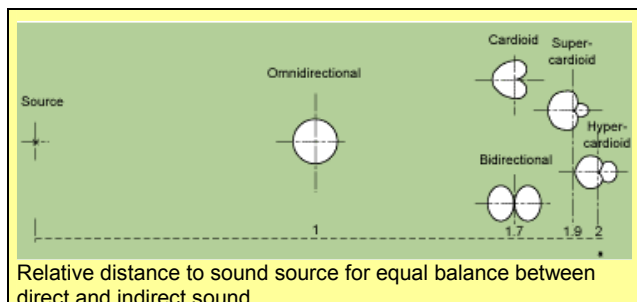 Cardioid
Super-
cardioid
Omnidirectional
Source
Hyper-
cardioid
Bidirectional
1
1.7
1.9
2
Relative distance to sound source for equal balance between
direct and indirect sound